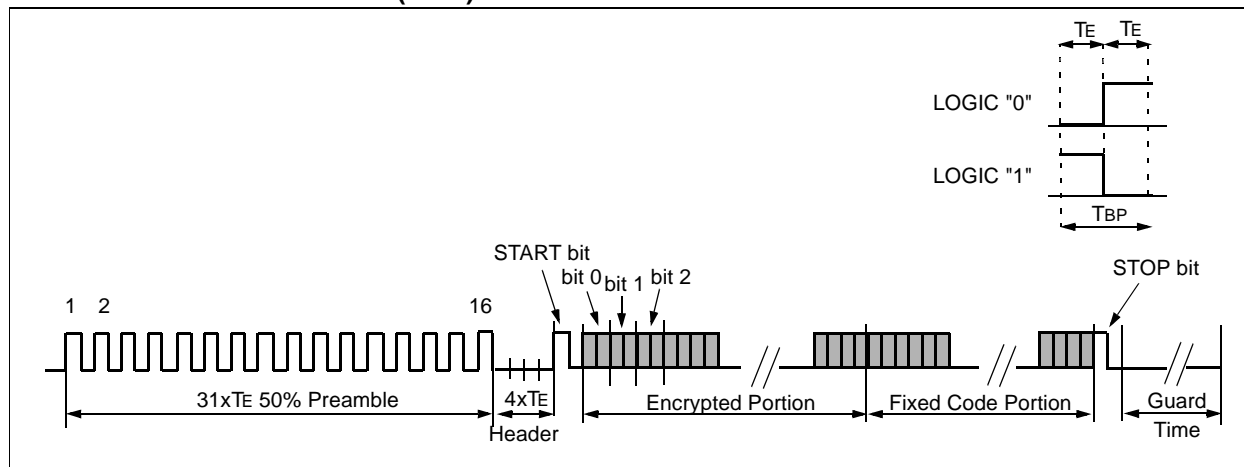 TE TE
LOGIC "0"
LOGIC "1"
TBP
START bit
bit 0 bit 1 bit 2
STOP bit
1 2 16
31xTE 50% Preamble
4xTE
Header
Encrypted Portion
Fixed Code Portion
Guard
Time